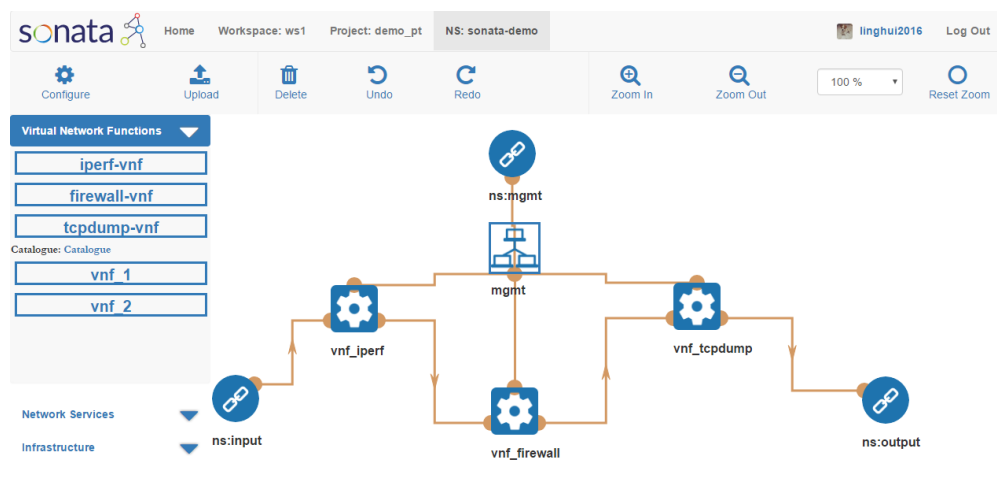 sonata Home Workspace: ws1 Project: demo_pt NS: sonata-demo linghui2016 Log Out
Configure Upload Delete Undo Redo Zoom In Zoom Out 100 % Reset Zoom
Virtual Network Functions
iperf-vnf
firewall-vnf
tcpdump-vnf
Catalogue: Catalogue
vnf_1
vnf_2
Network Services
Infrastructure
ns:mgmt
mgmt
vnf_iperf
vnf_tcpdump
ns:input
vnf_firewall
ns:output